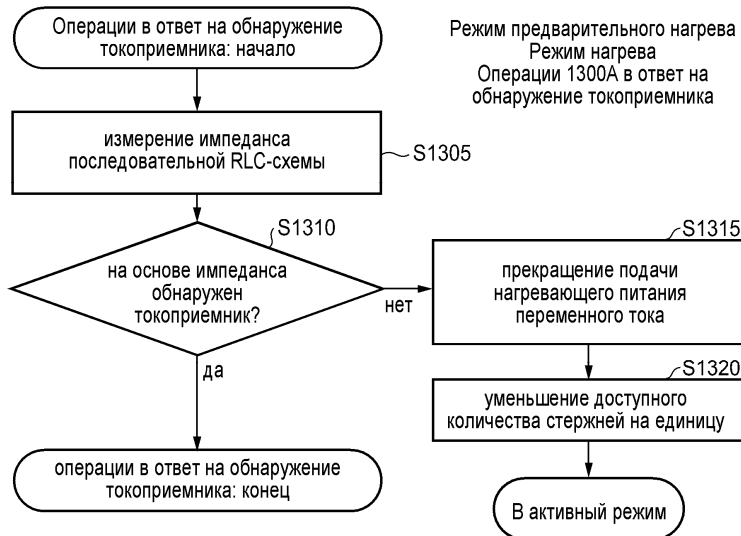 Операции в ответ на обнаружение
токоприемника: начало
Режим предварительного нагрева
Режим нагрева
Операции 1300А в ответ на
обнаружение токоприемника
измерение импеданса
последовательной RLC-схемы
S1305
S1310
на основе импеданса
обнаружен
токоприемник?
нет
да
S1315
прекращение подачи
нагревающего питания
переменного тока
S1320
уменьшение доступного
количества стержней на единицу
операции в ответ на обнаружение
токоприемника: конец
В активный режим